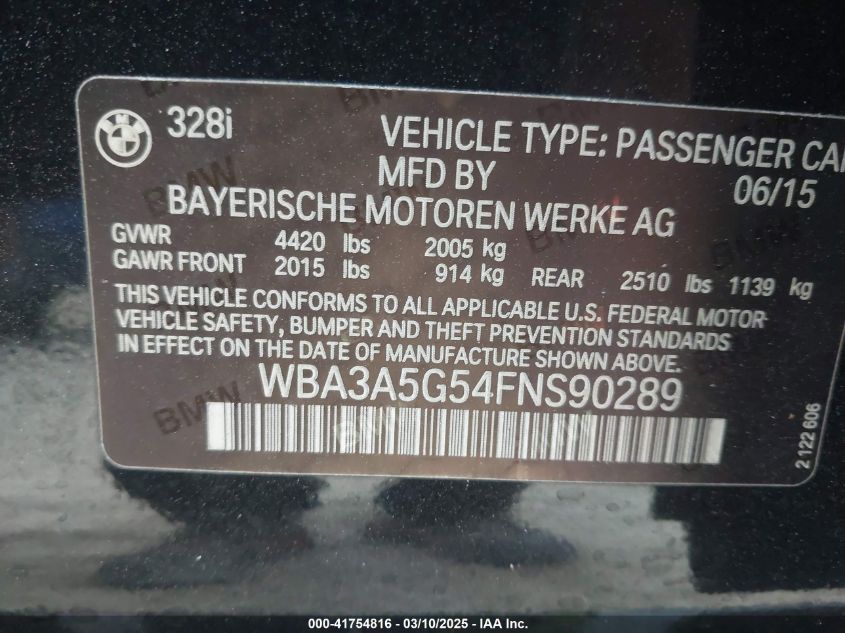 328i
VEHICLE TYPE: PASSENGER CAR
MFD BY
06/15
BAYERISCHE MOTOREN WERKE AG
GVWR 4420 lbs 2005 kg
GAWR FRONT 2015 lbs 914 kg REAR 2510 lbs 1139 kg
THIS VEHICLE CONFORMS TO ALL APPLICABLE U.S. FEDERAL MOTOR
VEHICLE SAFETY, BUMPER AND THEFT PREVENTION STANDARDS
IN EFFECT ON THE DATE OF MANUFACTURE SHOWN ABOVE.
WBA3A5G54FNS90289
2 122 606
000-41754816 - 03/10/2025 - IAA Inc.